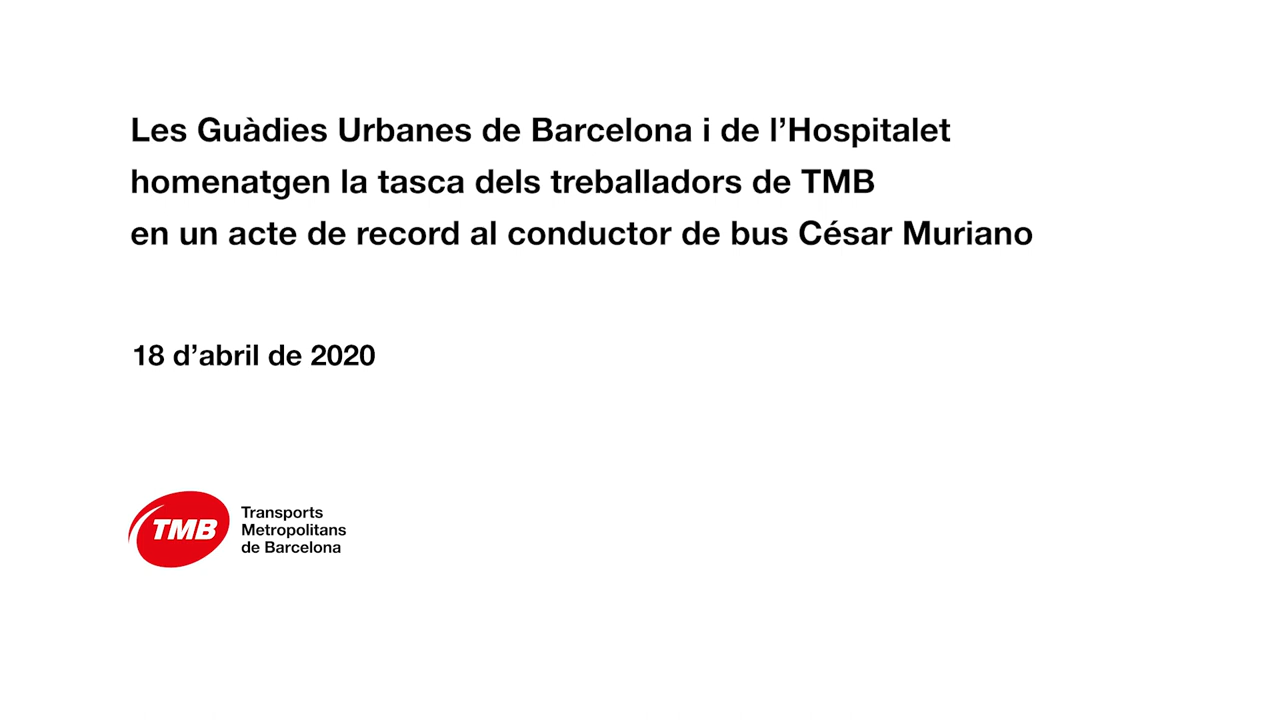 Les Guàdies Urbanes de Barcelona i de l’Hospitalet
homenatgen la tasca dels treballadors de TMB
en un acte de record al conductor de bus César Muriano
18 d’abril de 2020
TMB
Transports
Metropolitans
de Barcelona